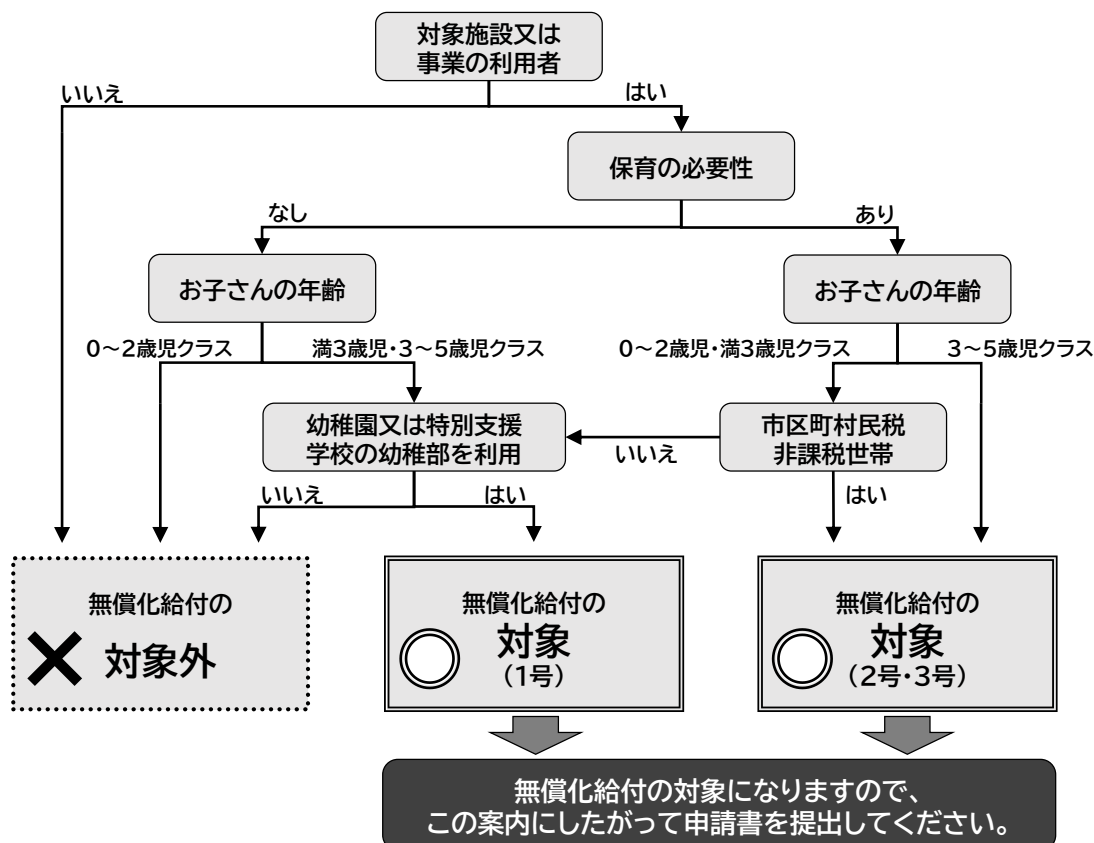 対象施設又は
事業の利用者
いいえ
はい
保育の必要性
なし
あり
お子さんの年齢
お子さんの年齢
0～2歳児クラス
満3歳児・3～5歳児クラス
0～2歳児・満3歳児クラス
3～5歳児クラス
幼稚園又は特別支援
学校の幼稚部を利用
いいえ
市区町村民税
非課税世帯
いいえ
はい
はい
無償化給付の
対象外
無償化給付の
対象
（1号）
無償化給付の
対象
（2号・3号）
無償化給付の対象になりますので、
この案内にしたがって申請書を提出してください。